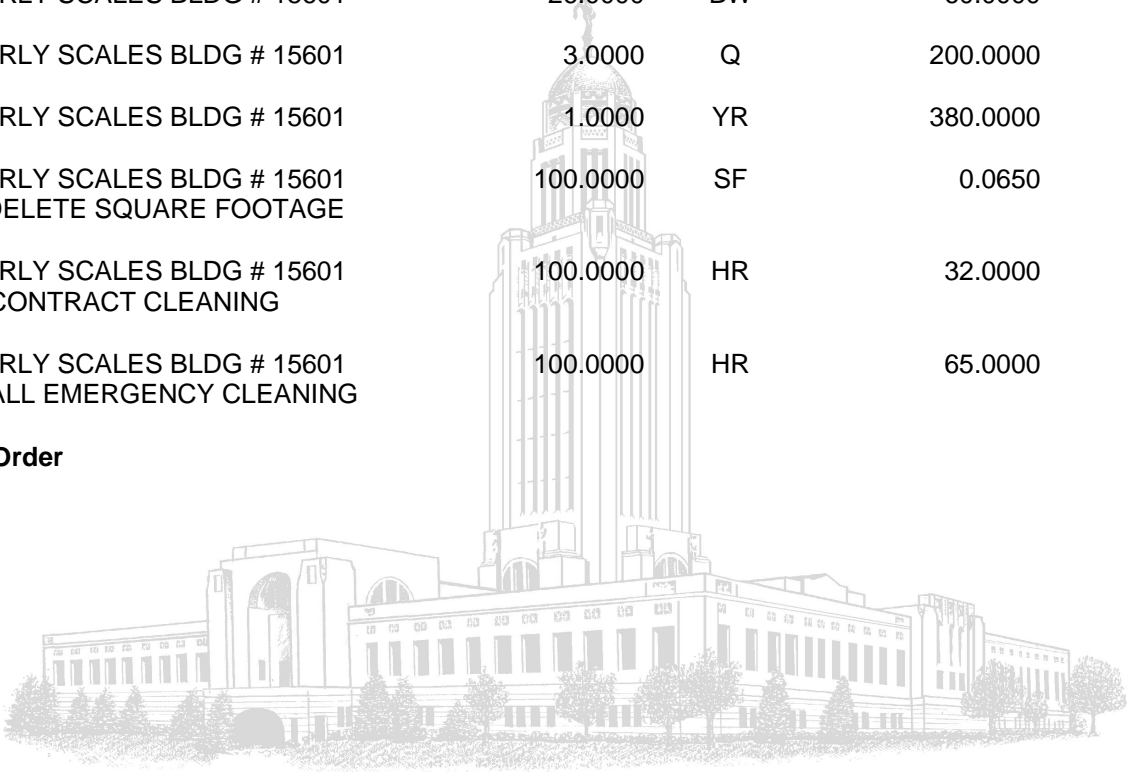 RLY SCALES BLDG # 15601 3.0000 Q 200.0000
RLY SCALES BLDG # 15601 1.0000 YR 380.0000
RLY SCALES BLDG # 15601 100.0000 SF 0.0650
DELETE SQUARE FOOTAGE
RLY SCALES BLDG # 15601 100.0000 HR 32.0000
CONTRACT CLEANING
RLY SCALES BLDG # 15601 100.0000 HR 65.0000
ALL EMERGENCY CLEANING
Order